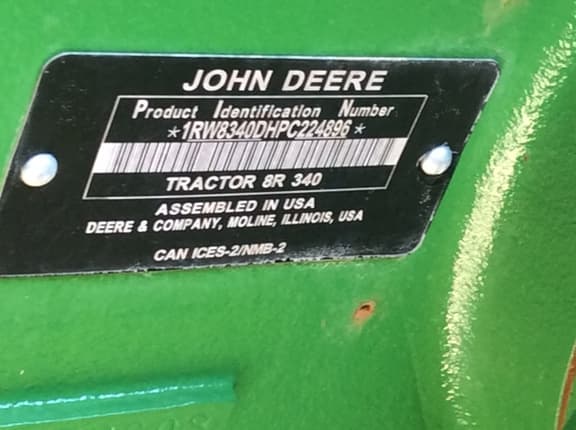 JOHN DEERE
Product Identification Number
*1RW8340DHPC224896*
TRACTOR 8R 340
ASSEMBLED IN USA
DEERE & COMPANY, MOLINE, ILLINOIS, USA
CAN ICES-2/NMB-2